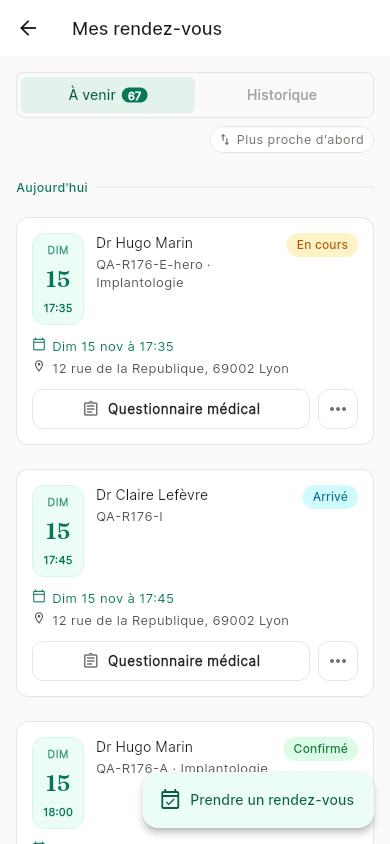 Mes rendez-vous
À venir 67
Historique
Plus proche d'abord
Aujourd'hui
DIM
15
17:35
Dr Hugo Marin
QA-R176-E-hero ·
Implantologie
En cours
Dim 15 nov à 17:35
12 rue de la Republique, 69002 Lyon
Questionnaire médical
DIM
15
17:45
Dr Claire Lefèvre
QA-R176-I
Arrivé
Dim 15 nov à 17:45
12 rue de la Republique, 69002 Lyon
Questionnaire médical
DIM
15
18:00
Dr Hugo Marin
QA-R176-A · Implantologie
Confirmé
Prendre un rendez-vous